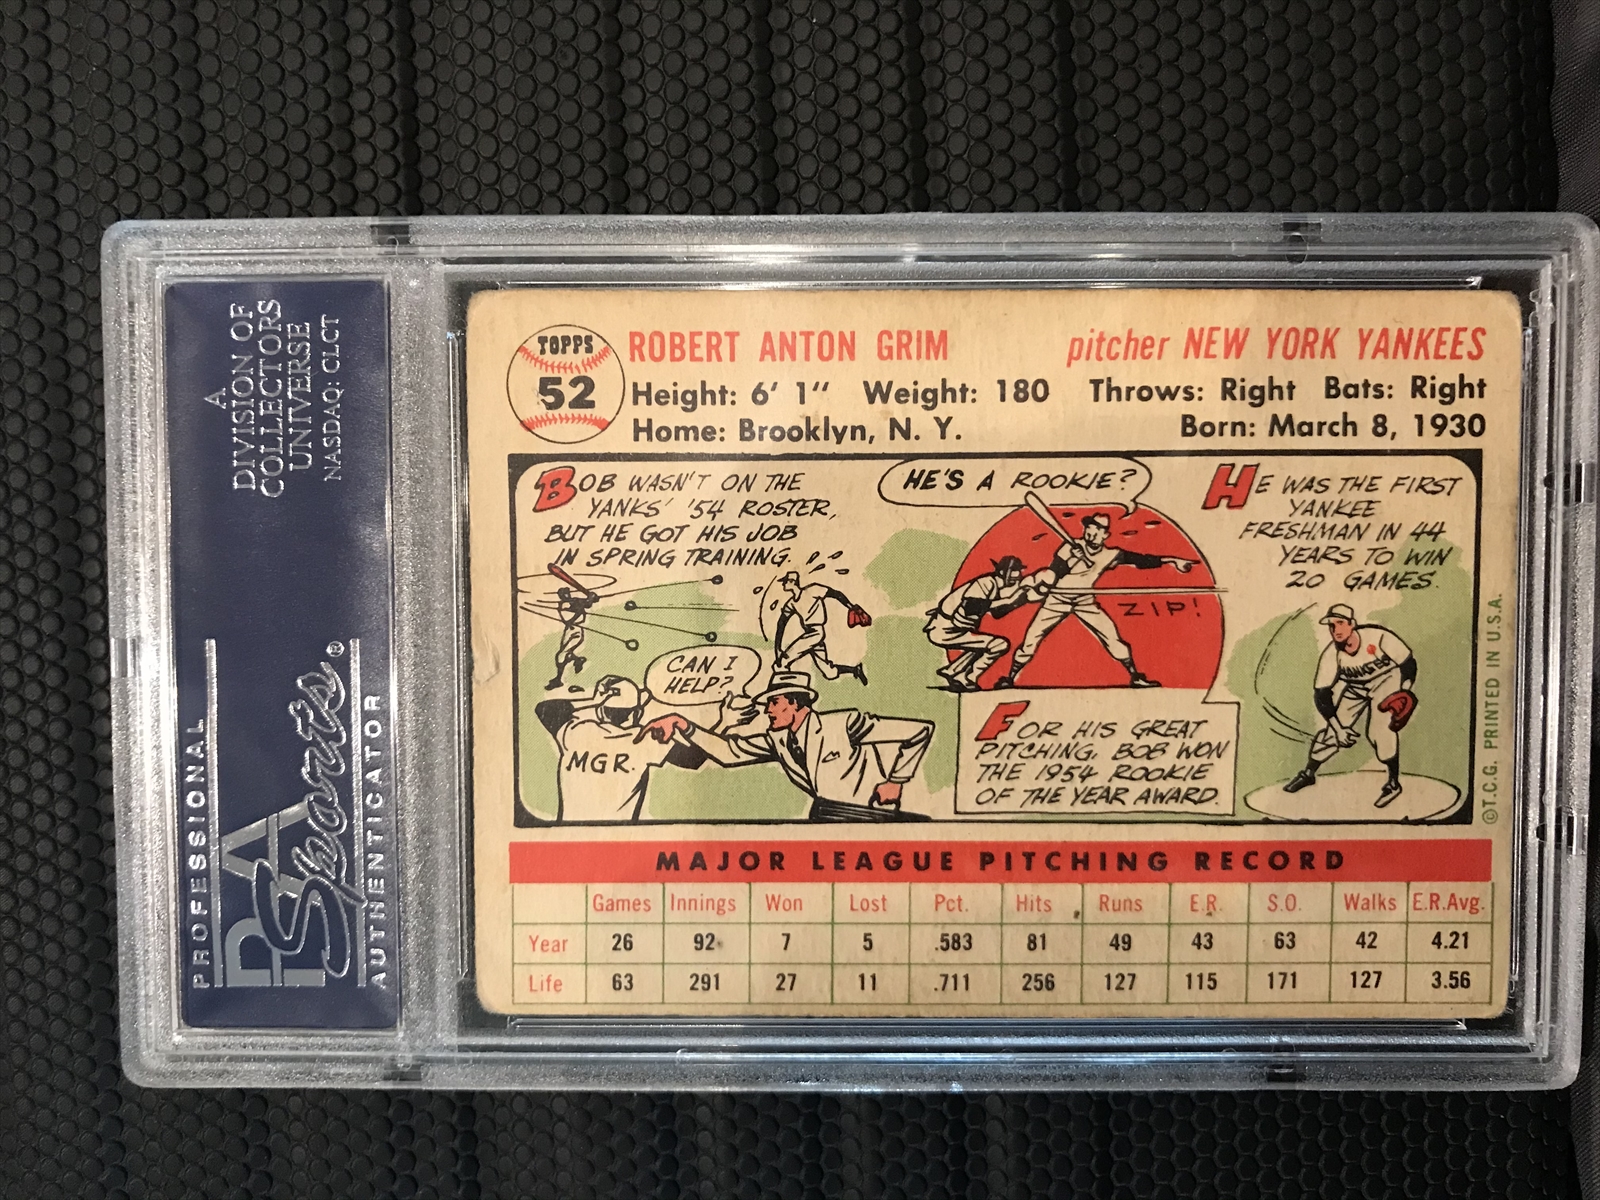 A
DIVISION OF
COLLECTORS
UNIVERSE
NASDAQ: CLCT
PROFESSIONAL
PSA
Sports®
AUTHENTICATOR
TOPPS
52
ROBERT ANTON GRIM
pitcher NEW YORK YANKEES
Height: 6' 1" Weight: 180 Throws: Right Bats: Right
Home: Brooklyn, N. Y. Born: March 8, 1930
BOB WASN'T ON THE
YANKS' '54 ROSTER,
BUT HE GOT HIS JOB
IN SPRING TRAINING.
CAN I
HELP?
MGR.
HE'S A ROOKIE?
ZIP!
FOR HIS GREAT
PITCHING, BOB WON
THE 1954 ROOKIE
OF THE YEAR AWARD.
HE WAS THE FIRST
YANKEE
FRESHMAN IN 44
YEARS TO WIN
20 GAMES.
YANKEES
©T.C.G. PRINTED IN U.S.A.
MAJOR LEAGUE PITCHING RECORD
Games Innings Won Lost Pct. Hits Runs E.R. S.O. Walks E.R.Avg.
Year 26 92 7 5 .583 81 49 43 63 42 4.21
Life 63 291 27 11 .711 256 127 115 171 127 3.56